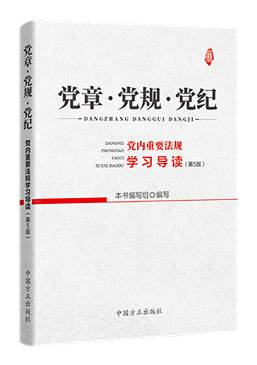 党章·党规·党纪
党内重要法规学习导读（第5版）
中国方正出版社
党章·党规·党纪
DANGZHANG DANGGUI DANGJI
DANGNEI
ZHONGYAO
FAGUI
XUEXI DAODU
党内重要法规
学习导读（第5版）
本书编写组◎编写
中国方正出版社